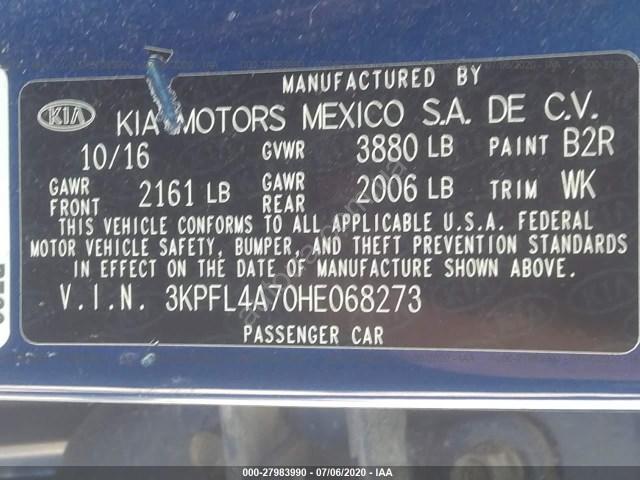 MANUFACTURED BY
KIA KIA MOTORS MEXICO S.A. DE C.V.
10/16 GVWR 3880 LB PAINT B2R
GAWR FRONT 2161 LB GAWR REAR 2006 LB TRIM WK
THIS VEHICLE CONFORMS TO ALL APPLICABLE U.S.A. FEDERAL
MOTOR VEHICLE SAFETY, BUMPER, AND THEFT PREVENTION STANDARDS
IN EFFECT ON THE DATE OF MANUFACTURE SHOWN ABOVE.
V.I.N. 3KPFL4A70HE068273
PASSENGER CAR
000-27983990 - 07/06/2020 - IAA